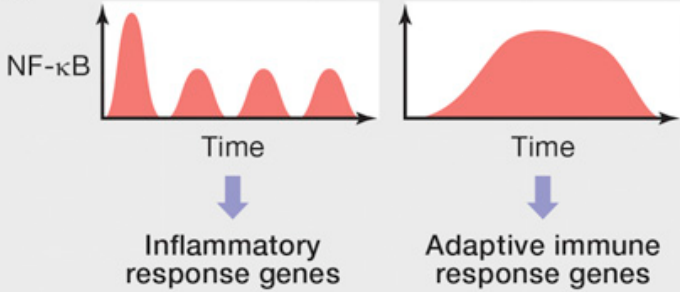 NF-κB
Time
Time
Inflammatory
response genes
Adaptive immune
response genes